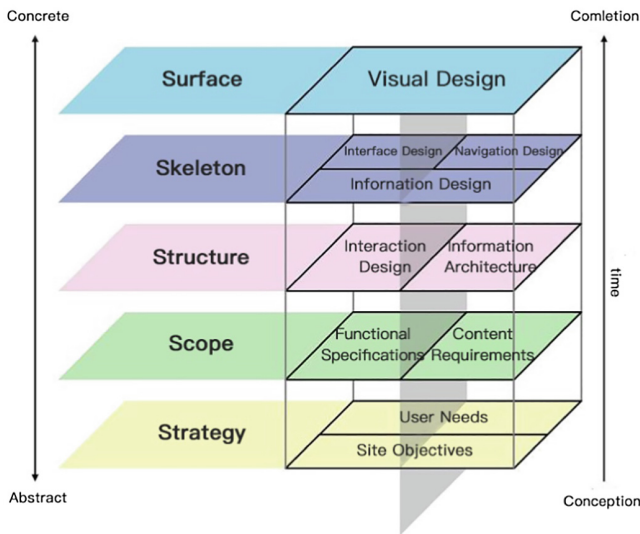 Concrete
Comletion
Surface
Visual Design
Skeleton
Interface Design
Navigation Design
Infornation Design
Structure
Interaction
Design
Information
Architecture
time
Scope
Functional
Specifications
Content
Requirements
Strategy
User Needs
Site Objectives
Abstract
Conception